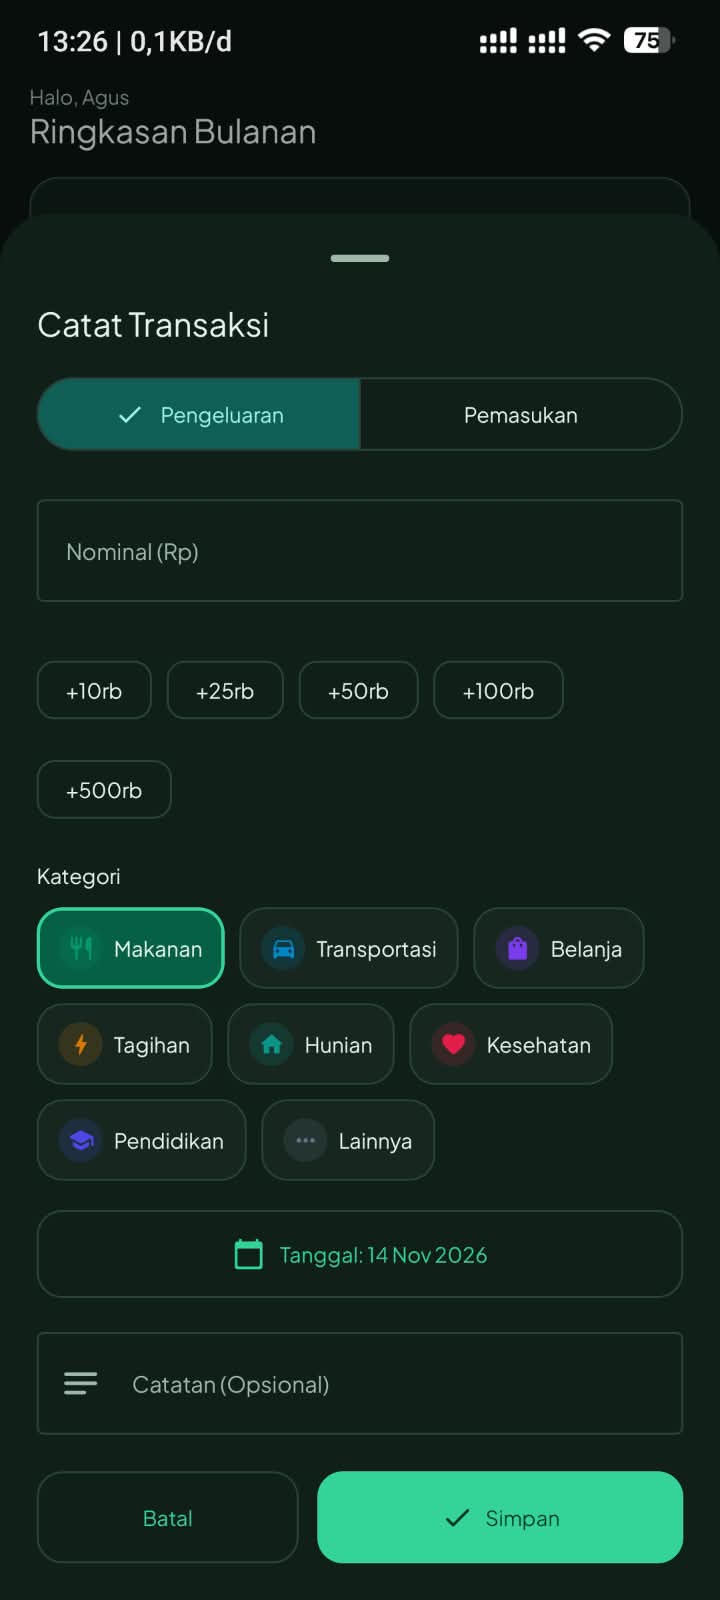 13:26 | 0,1KB/d
75
Halo, Agus
Ringkasan Bulanan
Catat Transaksi
Pengeluaran
Pemasukan
Nominal (Rp)
+10rb
+25rb
+50rb
+100rb
+500rb
Kategori
Makanan
Transportasi
Belanja
Tagihan
Hunian
Kesehatan
Pendidikan
Lainnya
Tanggal: 14 Nov 2026
Catatan (Opsional)
Batal
Simpan